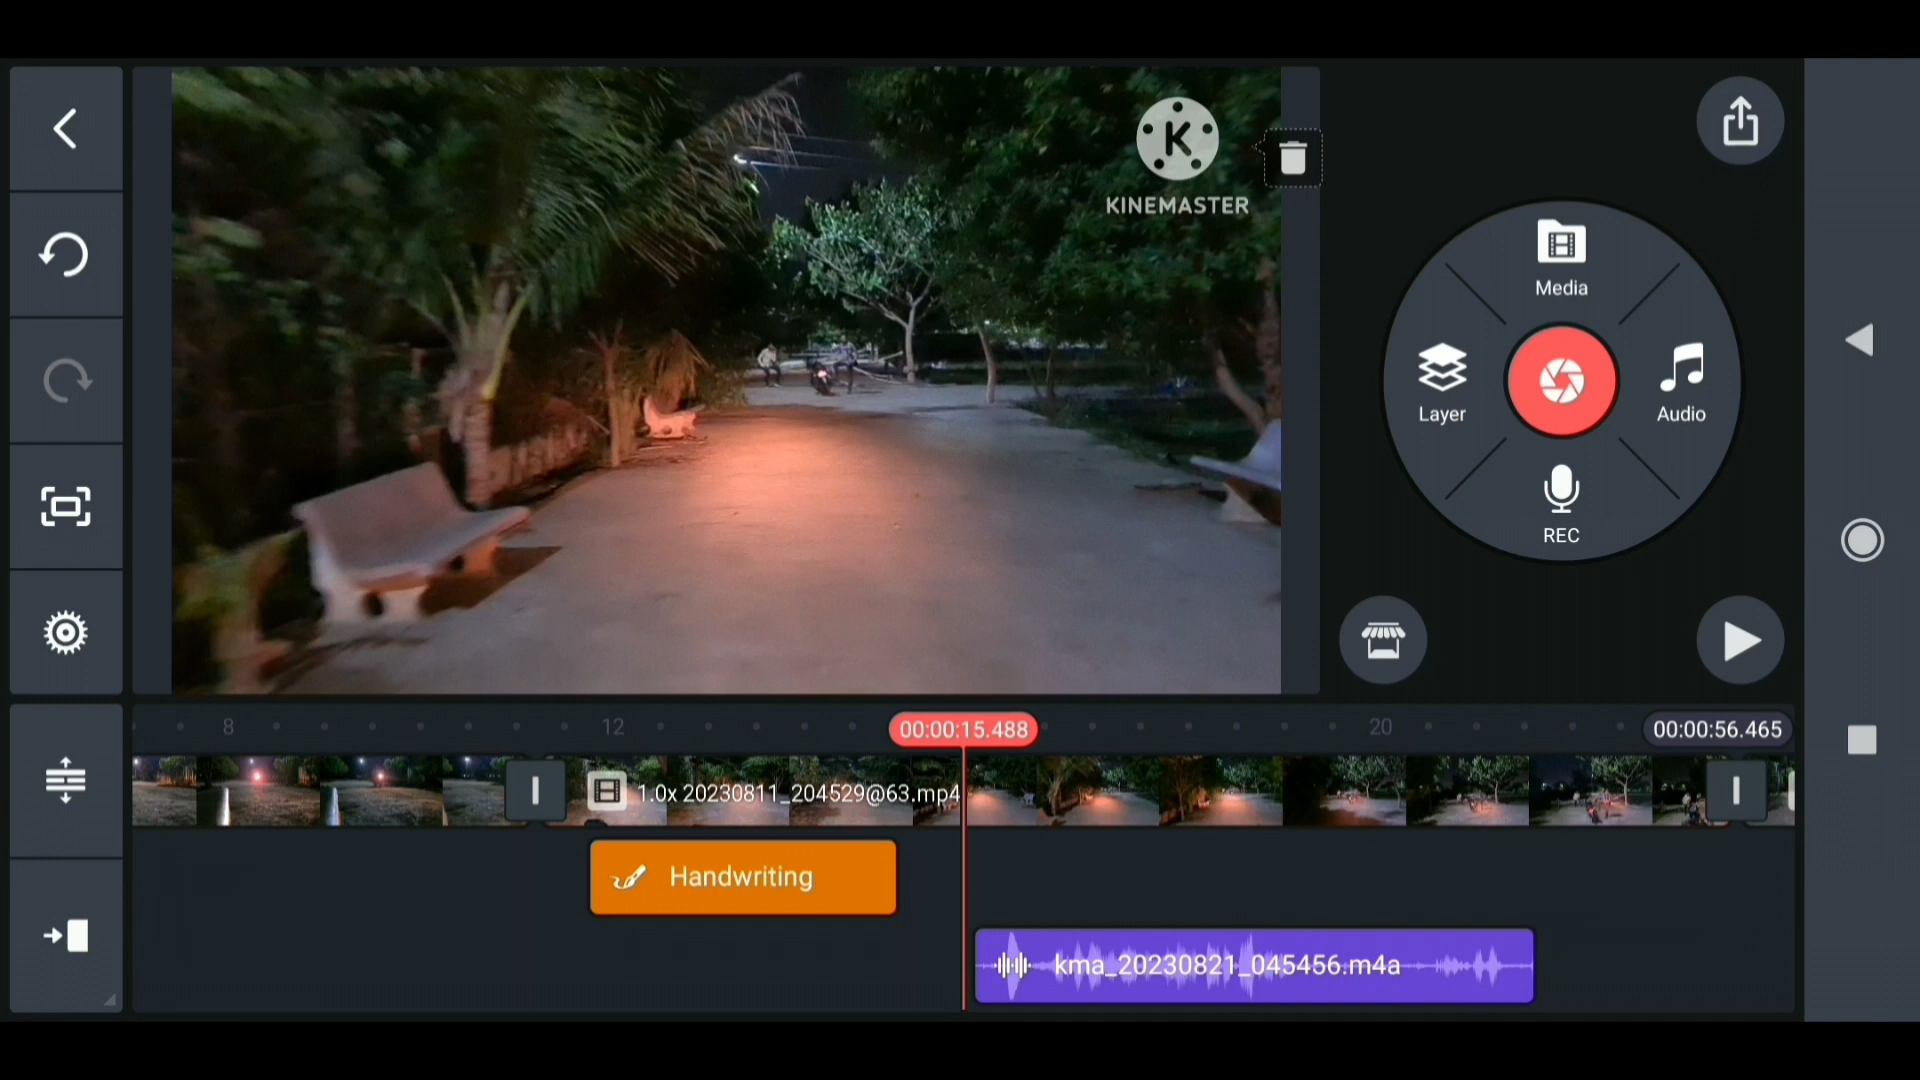 K
KINEMASTER
Media
Layer
Audio
REC
8
12
00:00:15.488
20
00:00:56.465
1.0x 20230811_204529@63.mp4
Handwriting
kma_20230821_045456.m4a